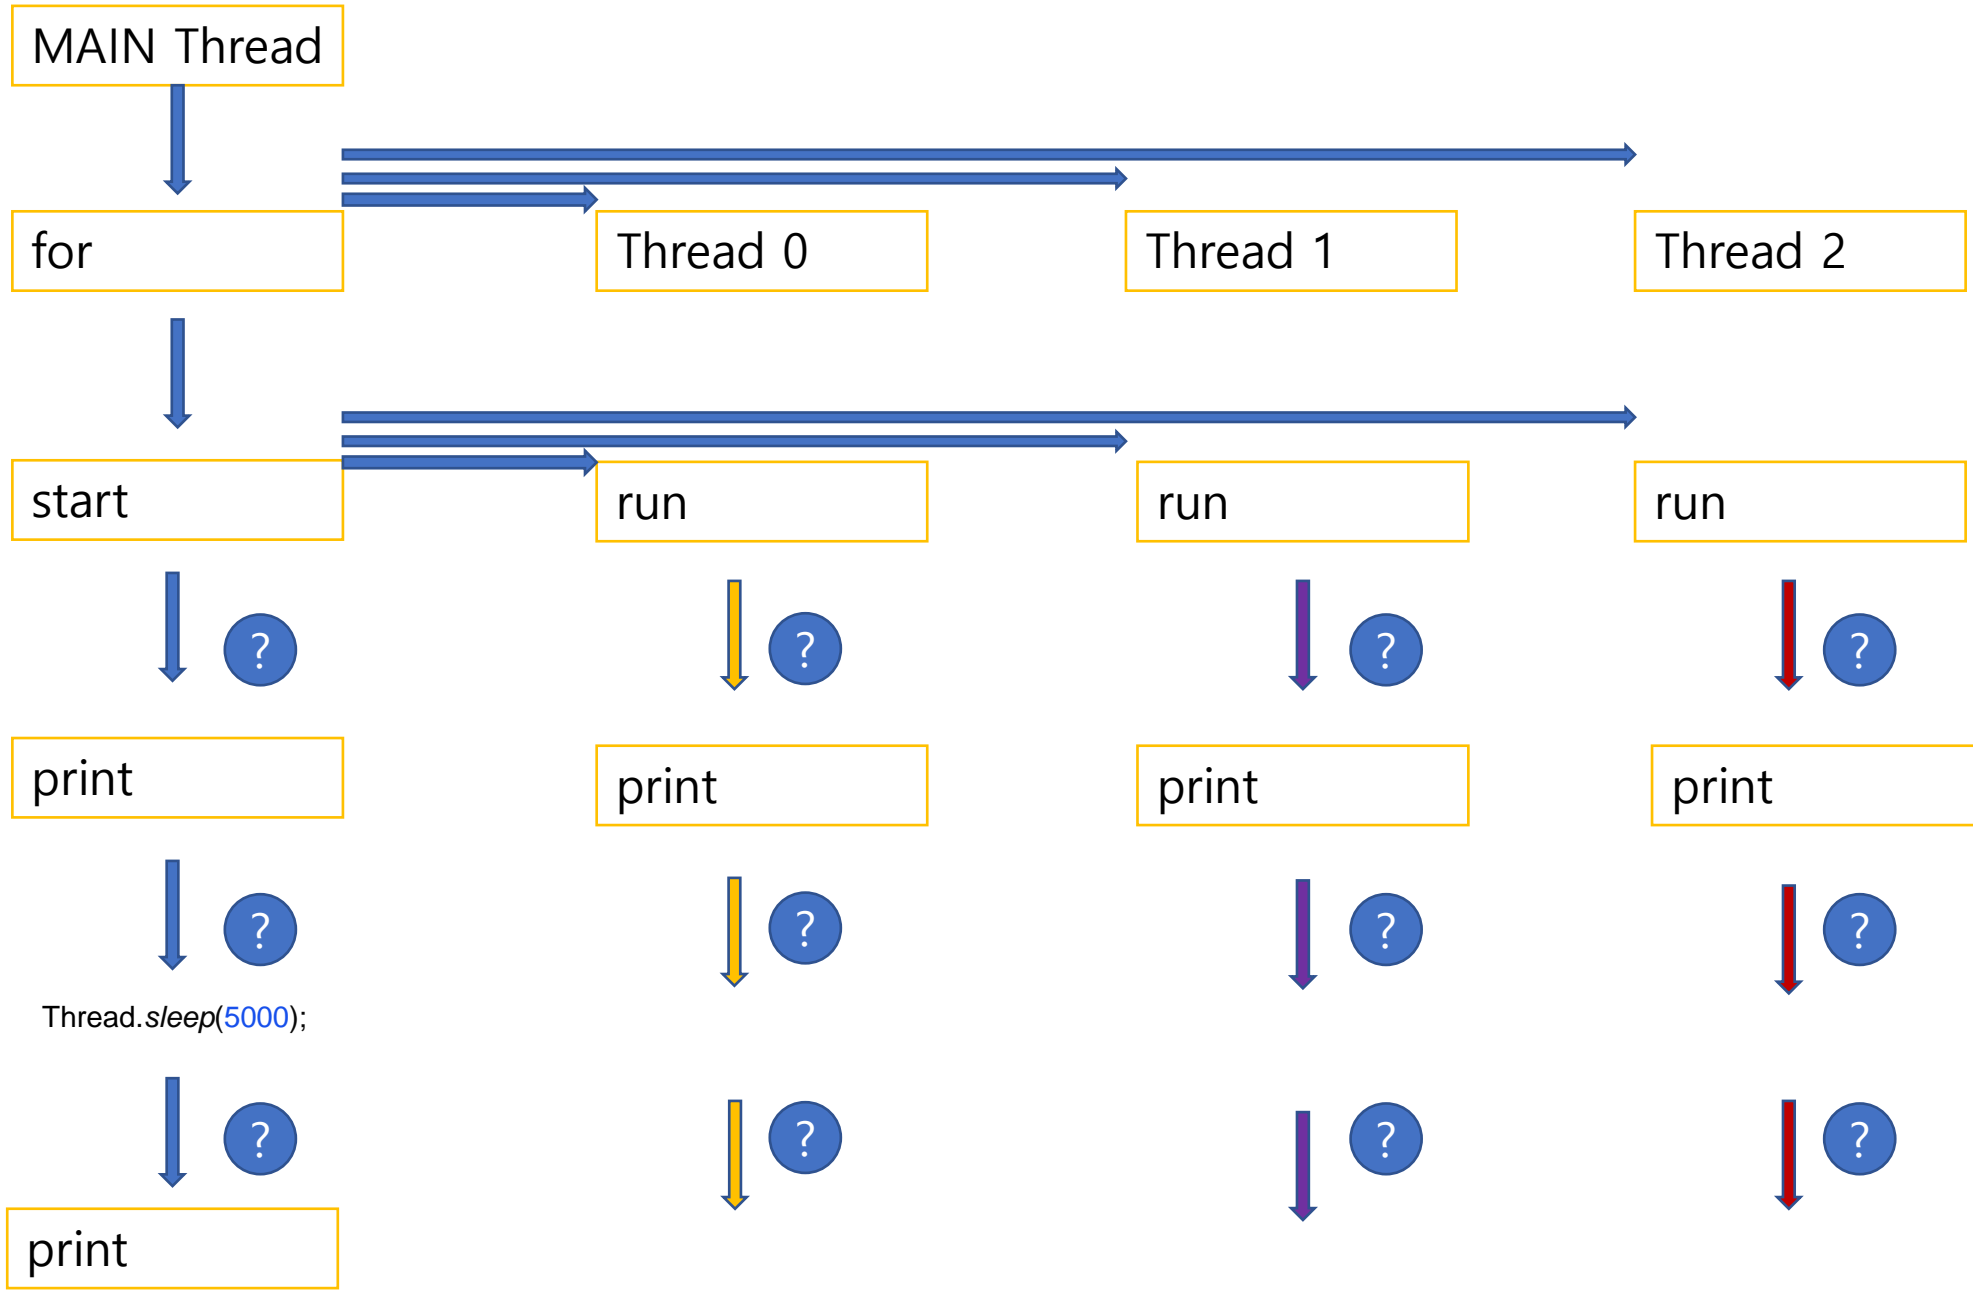 MAIN Thread
for
Thread 0
Thread 1
Thread 2
start
run
run
run
?
?
?
?
print
print
print
print
?
?
?
?
Thread.sleep(5000);
?
?
?
?
print